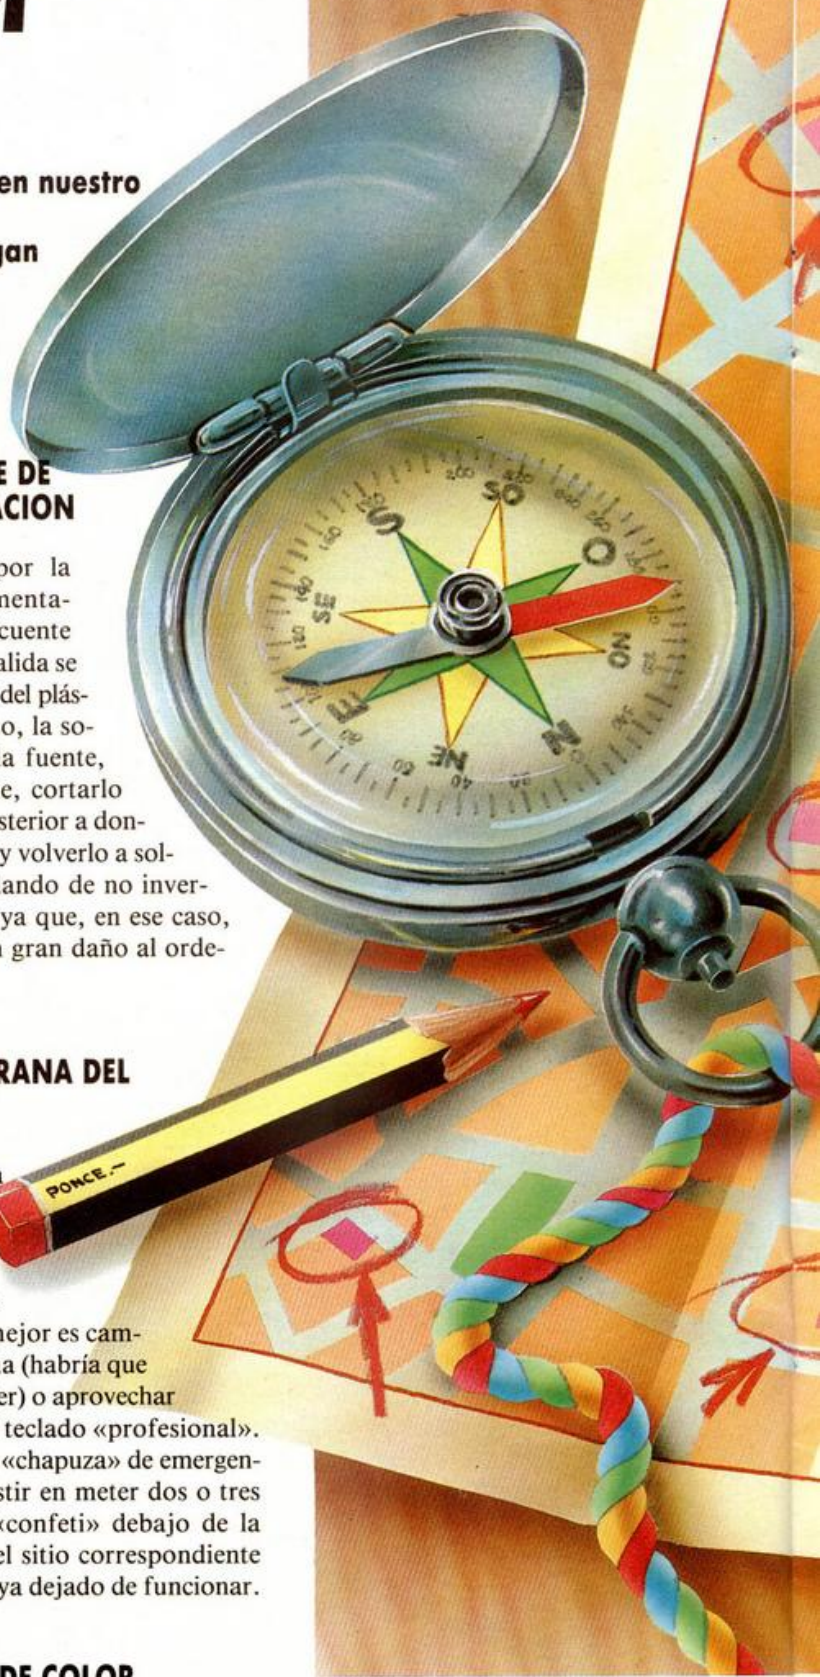 en nuestro
gan
E DE
ACION
por la
menta-
cuente
alida se
del plás-
o, la so-
a fuente,
e, cortarlo
sterior a don-
y volverlo a sol-
ando de no inver-
ya que, en ese caso,
n gran daño al orde-
RANA DEL
PONCE.-
nejor es cam-
na (habría que
er) o aprovechar
teclado «profesional».
«chapuza» de emergen-
stir en meter dos o tres
«confeti» debajo de la
el sitio correspondiente
ya dejado de funcionar.
DE COLOR
S
SO
O
SE
NO
E
NE
N